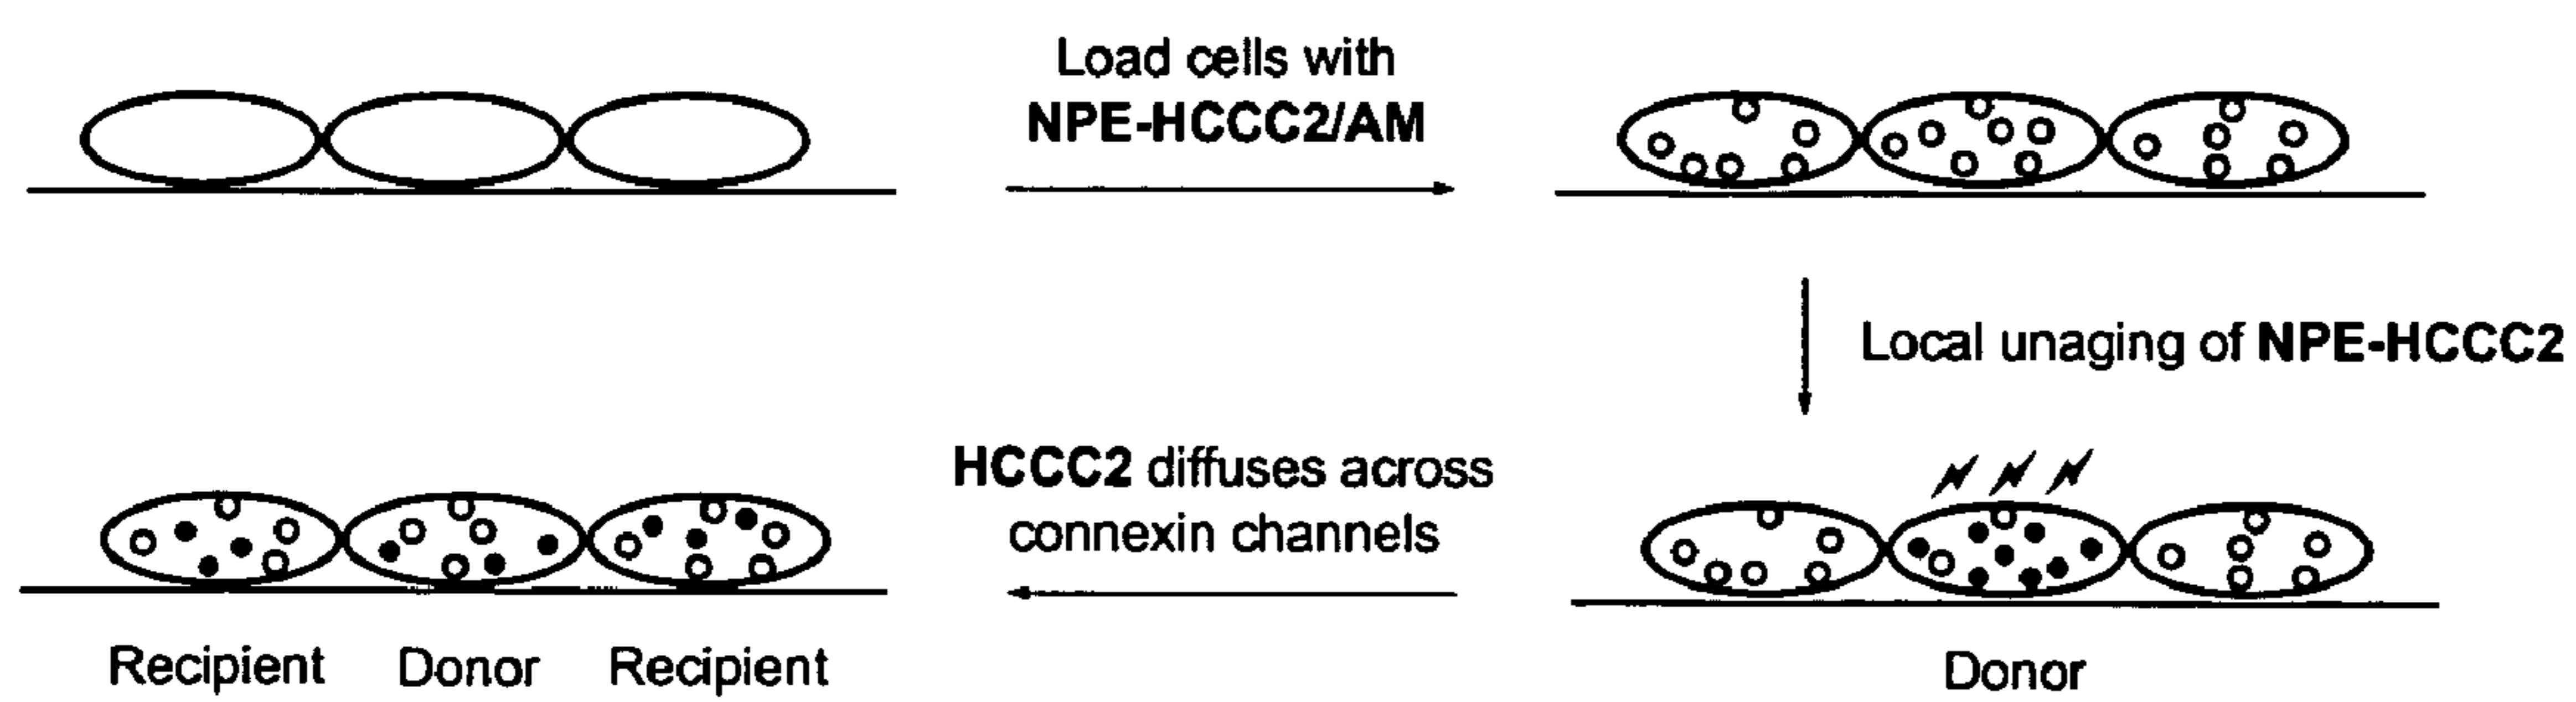 Load cells with
NPE-HCCC2/AM
Local unaging of NPE-HCCC2
HCCC2 diffuses across
connexin channels
Recipient Donor Recipient
Donor